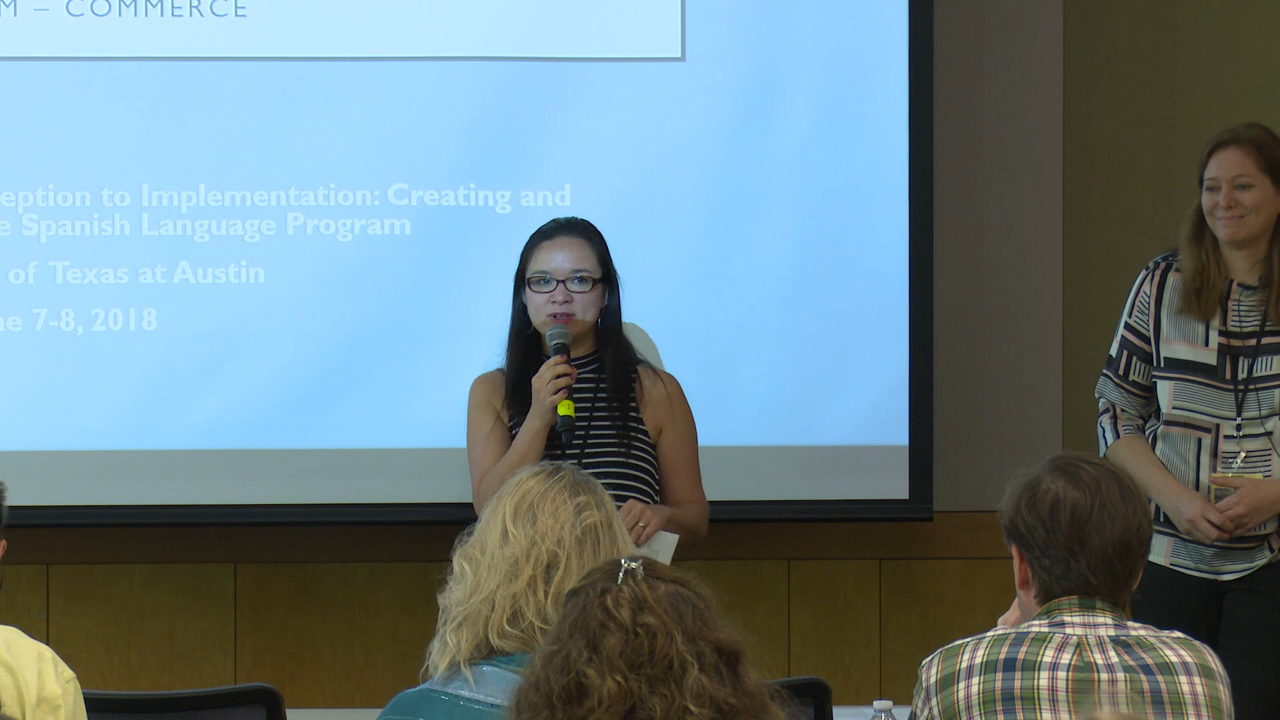 M – COMMERCE
eption to Implementation: Creating and
e Spanish Language Program
of Texas at Austin
ne 7-8, 2018